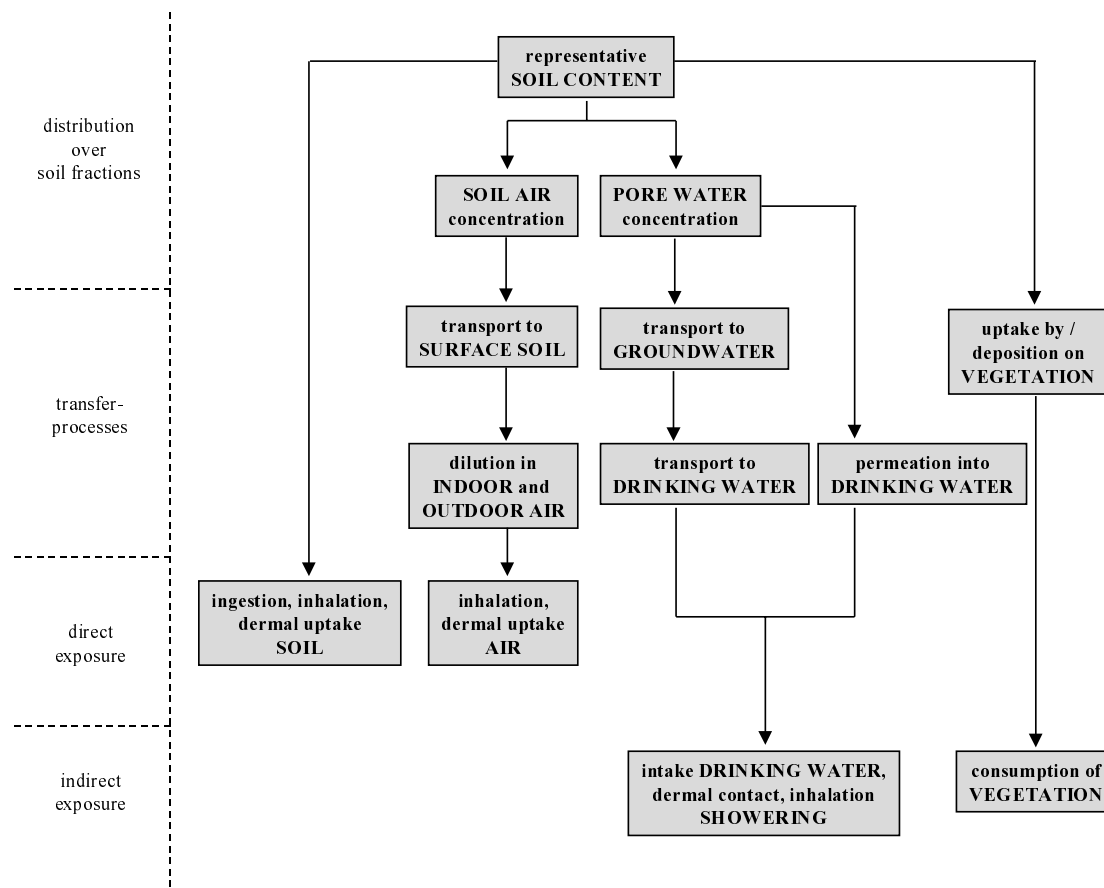 representative
SOIL CONTENT
distribution
over
soil fractions
SOIL AIR
concentration
PORE WATER
concentration
transport to
SURFACE SOIL
transport to
GROUNDWATER
uptake by /
deposition on
VEGETATION
transfer-
processes
dilution in
INDOOR and
OUTDOOR AIR
transport to
DRINKING WATER
permeation into
DRINKING WATER
direct
exposure
ingestion, inhalation,
dermal uptake
SOIL
inhalation,
dermal uptake
AIR
indirect
exposure
intake DRINKING WATER,
dermal contact, inhalation
SHOWERING
consumption of
VEGETATION